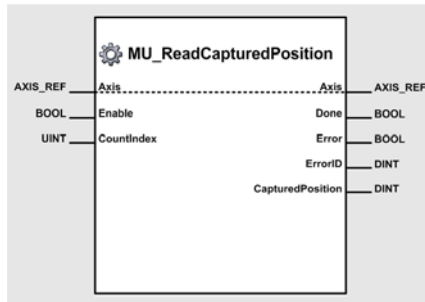 MU_ReadCapturedPosition
AXIS_REF Axis Axis AXIS_REF
BOOL Enable Done BOOL
UINT CountIndex Error BOOL
ErrorID DINT
CapturedPosition DINT